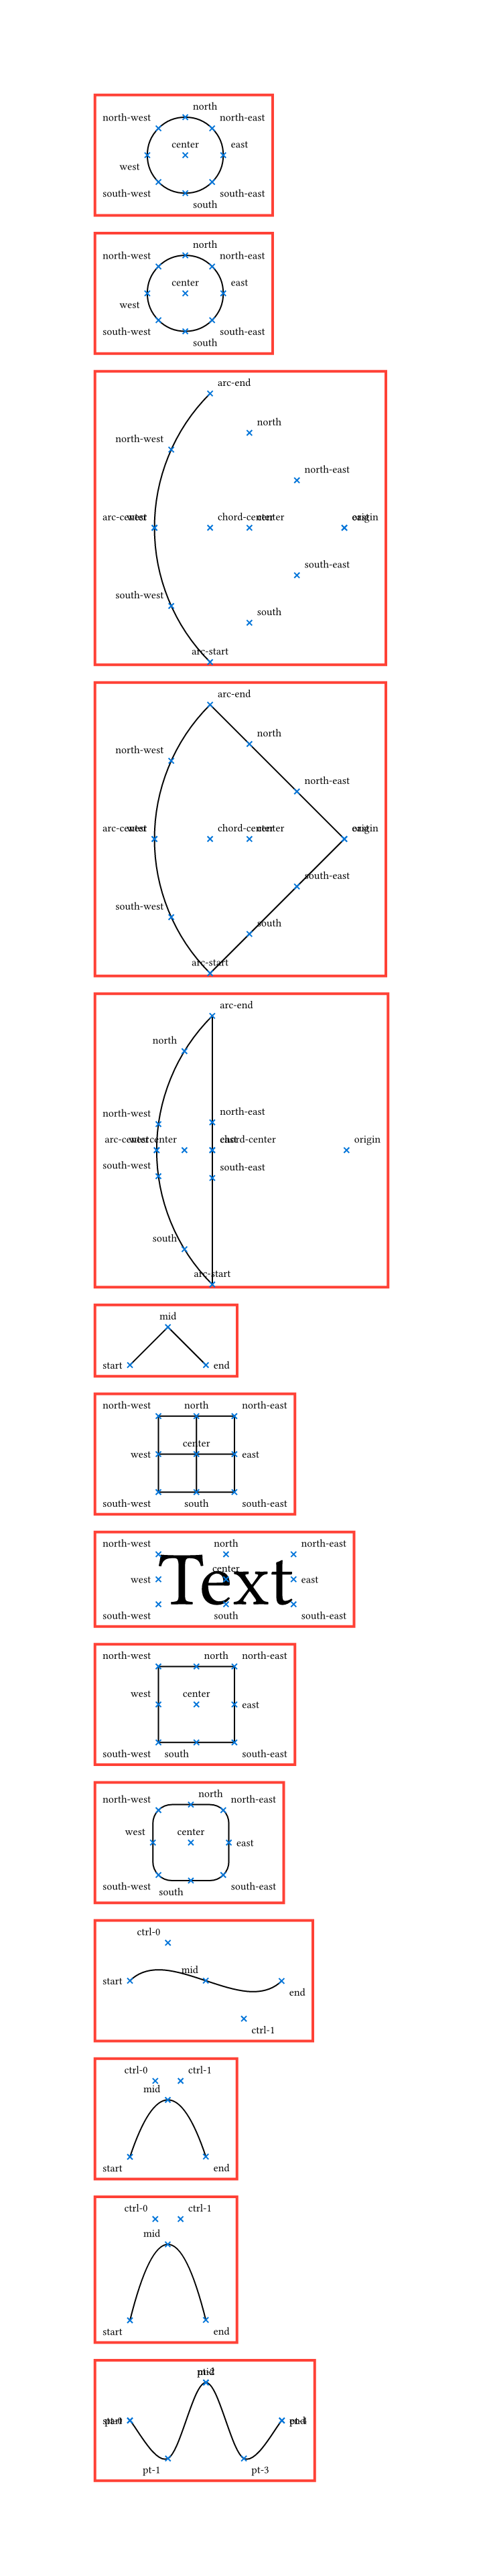 north
north-west north-east
center east
west
south-west south-east
south
north
north-west north-east
center east
west
south-west south-east
south
arc-end
north
north-west
north-east
arc-center west chord-center center east origin
south-east
south-west
south
arc-start
arc-end
north
north-west
north-east
arc-center west chord-center center east origin
south-east
south-west
south
arc-start
arc-end
north
north-west north-east
arc-center west center east chord-center origin
south-west south-east
south
arc-start
mid
start end
north-west north north-east
center
west east
south-west south south-east
north-west north north-east
center
west Text east
south-west south south-east
north-west north north-east
west center
east
south-west south south-east
north
north-west north-east
west center
east
south-west south-east
south
ctrl-0
mid
start
end
ctrl-1
ctrl-0 ctrl-1
mid
start end
ctrl-0 ctrl-1
mid
start end
mid pt-2
start pt-0 end pt-4
pt-1 pt-3